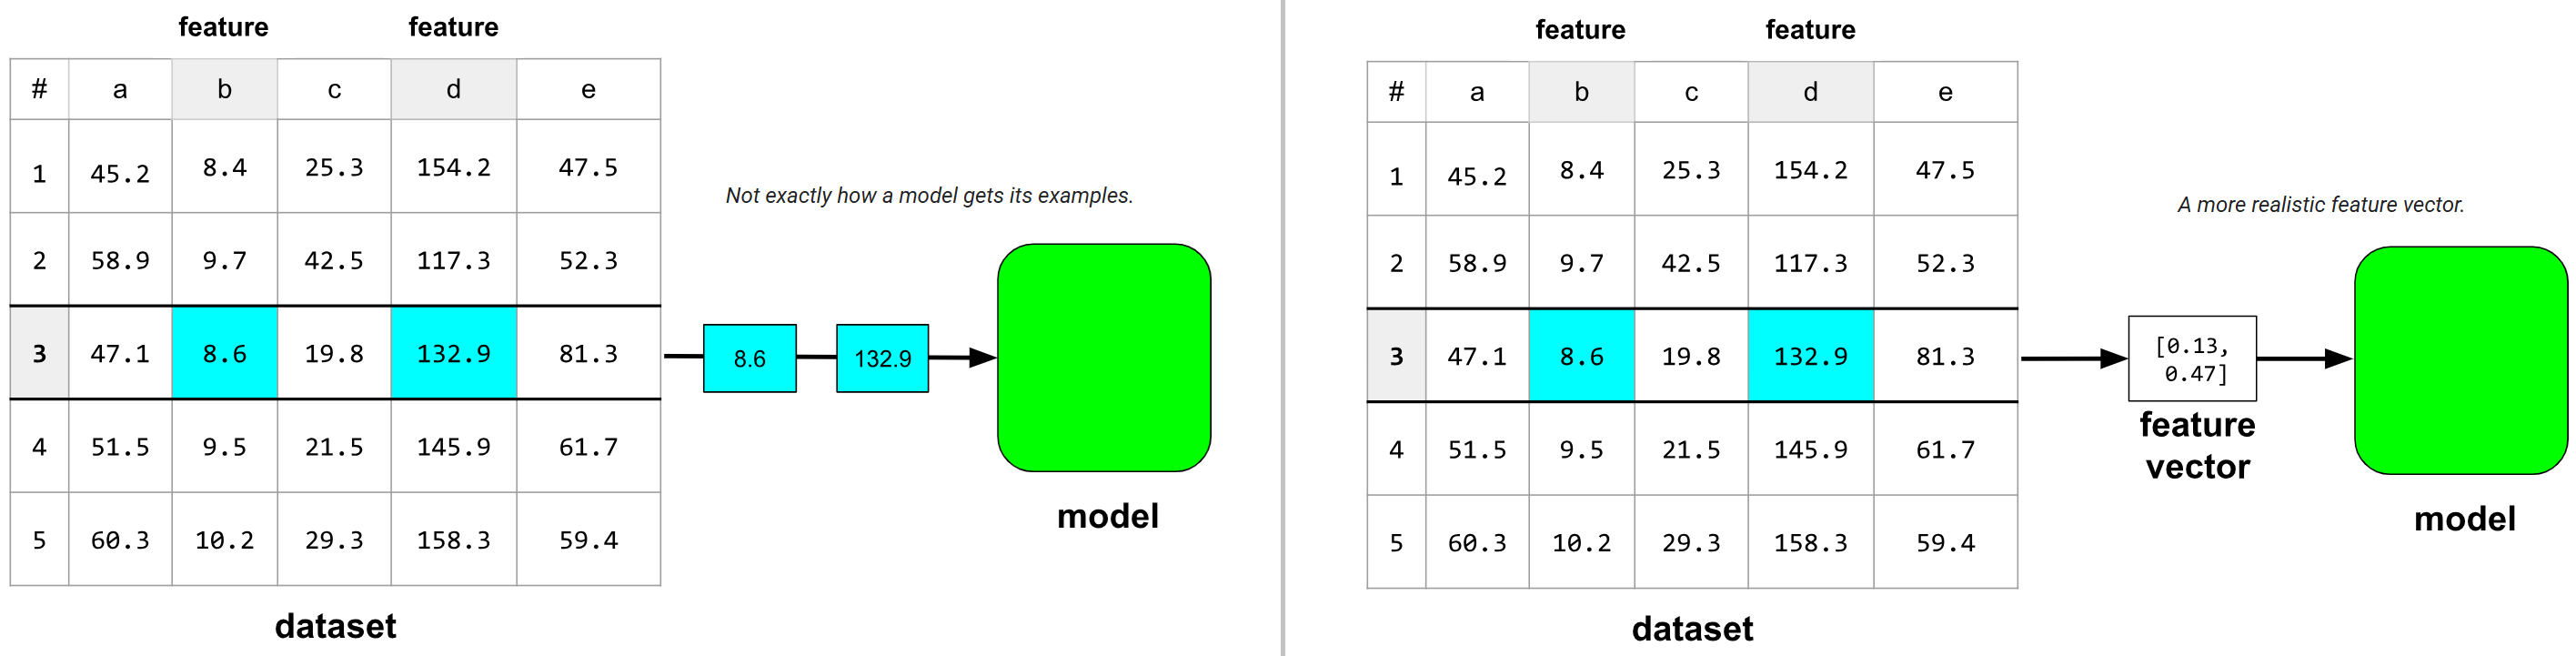 feature feature
# a b c d e
1 45.2 8.4 25.3 154.2 47.5
2 58.9 9.7 42.5 117.3 52.3
3 47.1 8.6 19.8 132.9 81.3
4 51.5 9.5 21.5 145.9 61.7
5 60.3 10.2 29.3 158.3 59.4
dataset
Not exactly how a model gets its examples.
8.6 132.9
model
feature feature
# a b c d e
1 45.2 8.4 25.3 154.2 47.5
2 58.9 9.7 42.5 117.3 52.3
3 47.1 8.6 19.8 132.9 81.3
4 51.5 9.5 21.5 145.9 61.7
5 60.3 10.2 29.3 158.3 59.4
dataset
A more realistic feature vector.
[0.13,
0.47]
feature
vector
model